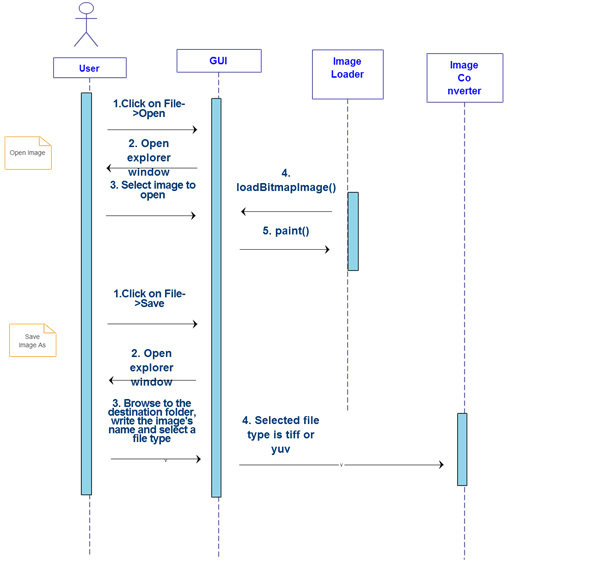 User
GUI
Image
Loader
Image
Co
nverter
Open Image
1.Click on File-
->Open
2. Open
explorer
window
3. Select image to
open
4.
loadBitmapImage()
5. paint()
Save
Image As
1.Click on File-
->Save
2. Open
explorer
window
3. Browse to the
destination folder,
write the image's
name and select a
file type
4. Selected file
type is tiff or
yuv